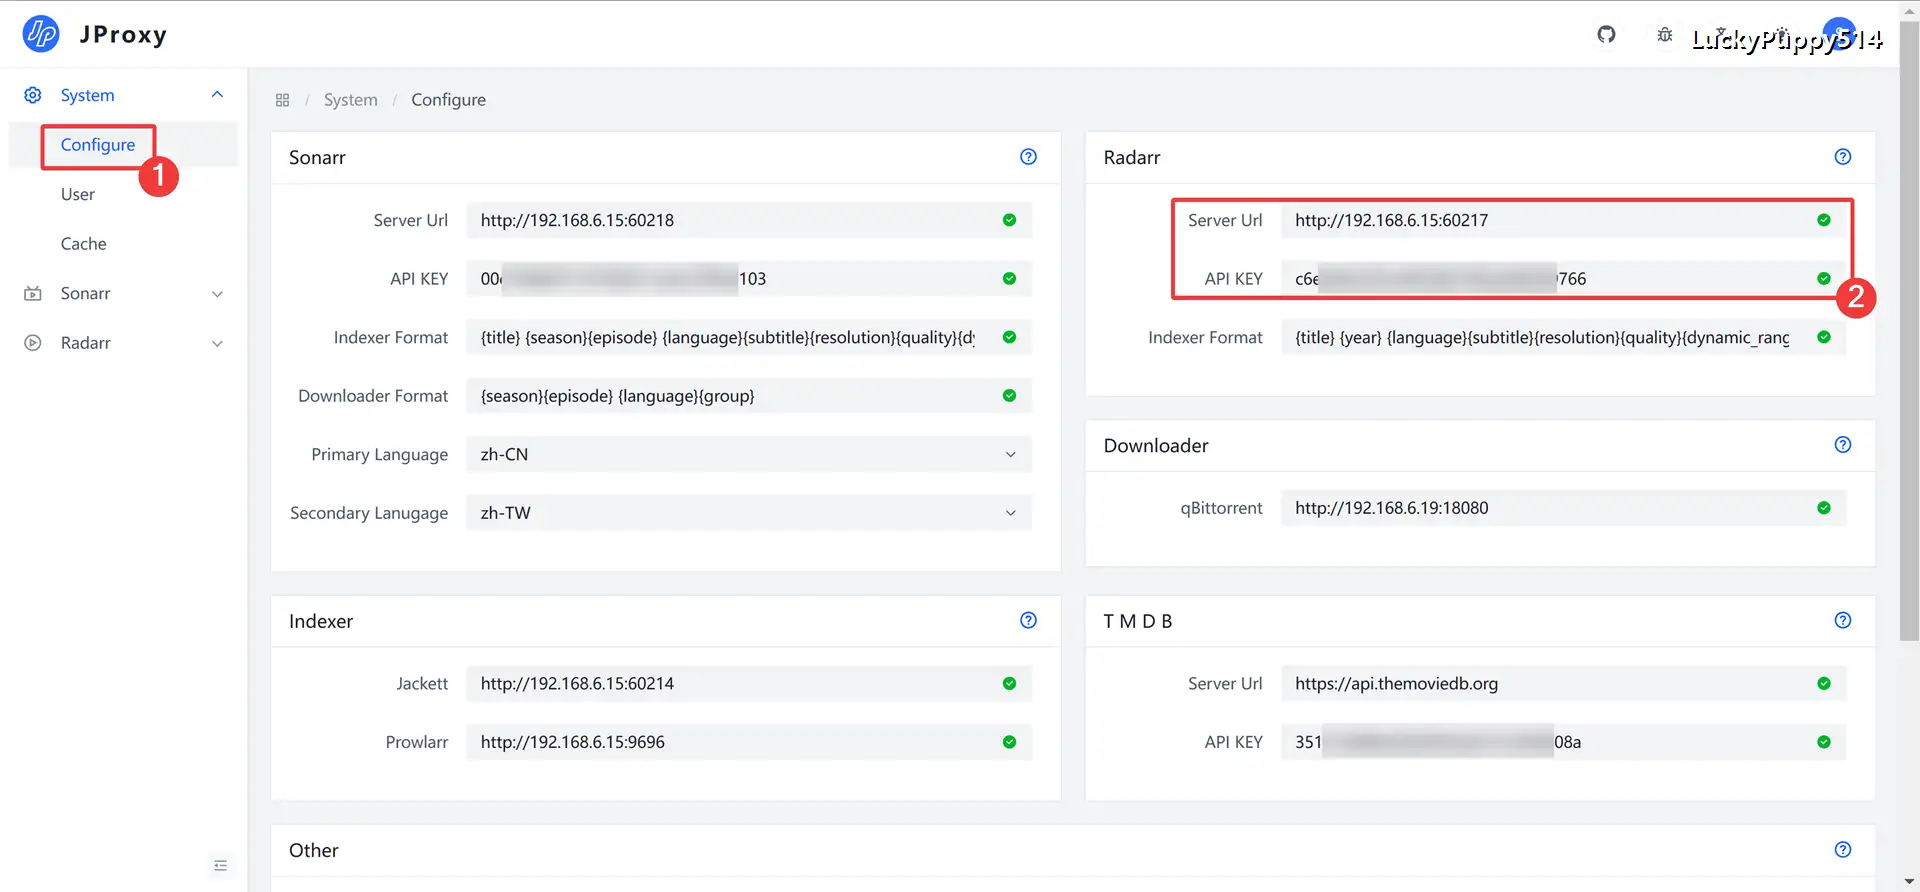 JProxy
LuckyPuppy514
System
Configure
1
User
Cache
Sonarr
Radarr
/ System / Configure
Sonarr
Server Url http://192.168.6.15:60218
API KEY 00 103
Indexer Format {title} {season}{episode} {language}{subtitle}{resolution}{quality}{dy
Downloader Format {season}{episode} {language}{group}
Primary Language zh-CN
Secondary Lanugage zh-TW
Radarr
Server Url http://192.168.6.15:60217
API KEY c6e 766
2
Indexer Format {title} {year} {language}{subtitle}{resolution}{quality}{dynamic_rang
Downloader
qBittorrent http://192.168.6.19:18080
Indexer
Jackett http://192.168.6.15:60214
Prowlarr http://192.168.6.15:9696
T M D B
Server Url https://api.themoviedb.org
API KEY 351 08a
Other